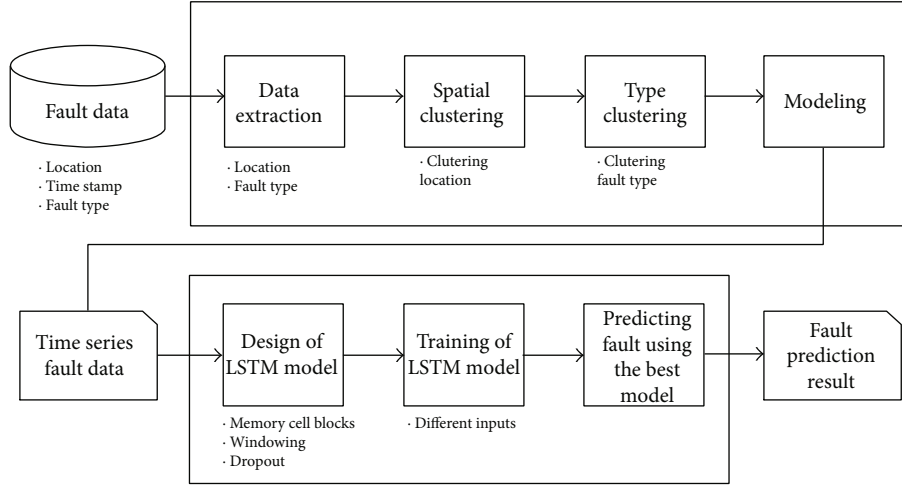 Fault data
· Location
· Time stamp
· Fault type
Data
extraction
· Location
· Fault type
Spatial
clustering
· Clutering
location
Type
clustering
· Clutering
fault type
Modeling
Time series
fault data
Design of
LSTM model
· Memory cell blocks
· Windowing
· Dropout
Training of
LSTM model
· Different inputs
Predicting
fault using
the best
model
Fault
prediction
result